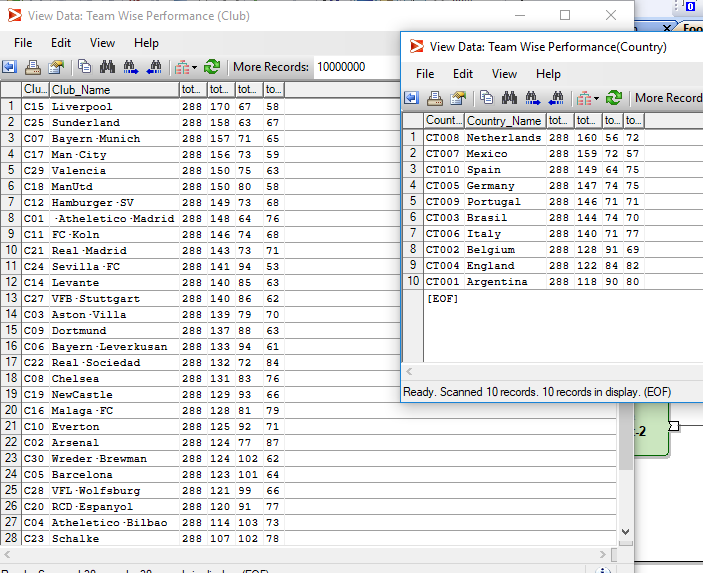 View Data: Team Wise Performance (Club)
File Edit View Help
More Records: 10000000
Clu... Club_Name tot... tot... to... to...
1 C15 Liverpool 288 170 67 58
2 C25 Sunderland 288 158 63 67
3 C07 Bayern·Munich 288 157 71 65
4 C17 Man·City 288 156 73 59
5 C29 Valencia 288 150 75 63
6 C18 ManUtd 288 150 80 58
7 C12 Hamburger·SV 288 149 73 68
8 C01 ·Atheletico·Madrid 288 148 64 76
9 C11 FC·Koln 288 146 74 68
10 C21 Real·Madrid 288 143 73 71
11 C24 Sevilla·FC 288 141 94 53
12 C14 Levante 288 140 85 63
13 C27 VFB·Stuttgart 288 140 86 62
14 C03 Aston·Villa 288 139 79 70
15 C09 Dortmund 288 137 88 63
16 C06 Bayern·Leverkusan 288 133 94 61
17 C22 Real·Sociedad 288 132 72 84
18 C08 Chelsea 288 131 83 76
19 C19 NewCastle 288 129 93 66
20 C16 Malaga·FC 288 128 81 79
21 C10 Everton 288 125 92 71
22 C02 Arsenal 288 124 77 87
23 C30 Wreder·Brewman 288 124 102 62
24 C05 Barcelona 288 123 101 64
25 C28 VFL·Wolfsburg 288 121 99 66
26 C20 RCD·Espanyol 288 120 91 77
27 C04 Atheletico·Bilbao 288 114 103 73
28 C23 Schalke 288 107 102 78
View Data: Team Wise Performance(Country)
File Edit View Help
More Record
Count... Country_Name tot... tot... to... to...
1 CT008 Netherlands 288 160 56 72
2 CT007 Mexico 288 159 72 57
3 CT010 Spain 288 149 64 75
4 CT005 Germany 288 147 74 75
5 CT009 Portugal 288 146 71 71
6 CT003 Brasil 288 144 74 70
7 CT006 Italy 288 140 71 77
8 CT002 Belgium 288 128 91 69
9 CT004 England 288 122 84 82
10 CT001 Argentina 288 118 90 80
[EOF]
Ready. Scanned 10 records. 10 records in display. (EOF)
Foo
-2